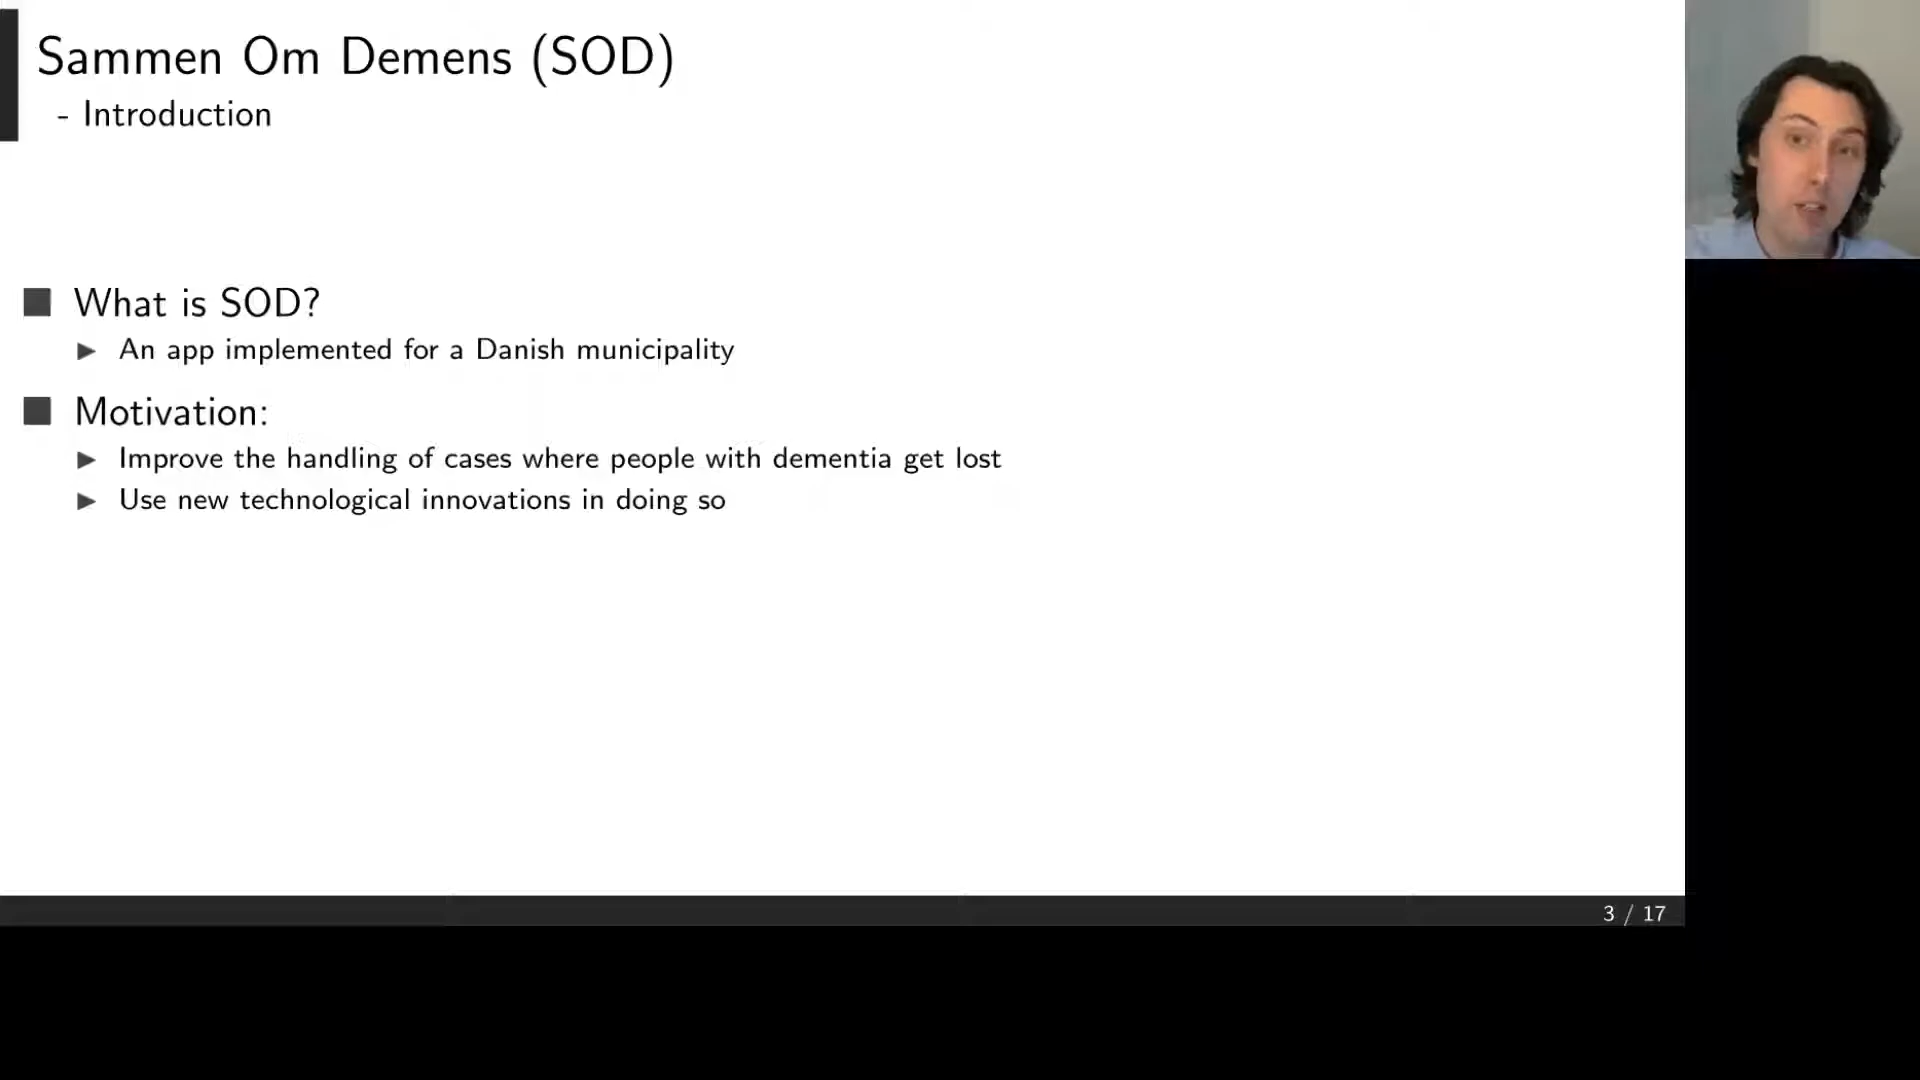 Sammen Om Demens (SOD)
- Introduction
What is SOD?
An app implemented for a Danish municipality
Motivation:
Improve the handling of cases where people with dementia get lost
Use new technological innovations in doing so
3 / 17